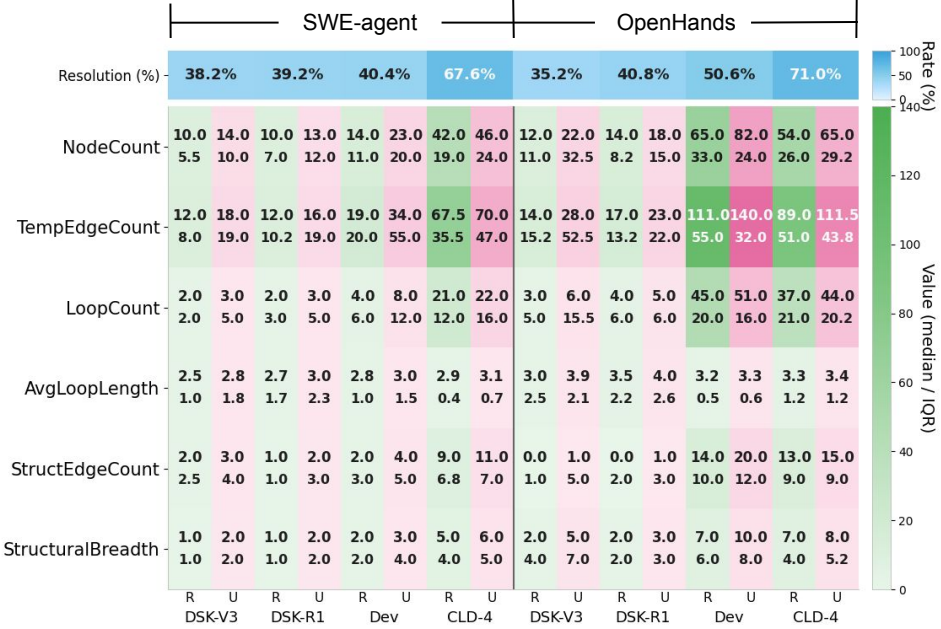 SWE-agent OpenHands
Resolution (%) 38.2% 39.2% 40.4% 67.6% 35.2% 40.8% 50.6% 71.0%
NodeCount 10.0 14.0 10.0 13.0 14.0 23.0 42.0 46.0 12.0 22.0 14.0 18.0 65.0 82.0 54.0 65.0
5.5 10.0 7.0 12.0 11.0 20.0 19.0 24.0 11.0 32.5 8.2 15.0 33.0 24.0 26.0 29.2
TempEdgeCount 12.0 18.0 12.0 16.0 19.0 34.0 67.5 70.0 14.0 28.0 17.0 23.0 111.0 140.0 89.0 111.5
8.0 19.0 10.2 19.0 20.0 55.0 35.5 47.0 15.2 52.5 13.2 22.0 55.0 32.0 51.0 43.8
LoopCount 2.0 3.0 2.0 3.0 4.0 8.0 21.0 22.0 3.0 6.0 4.0 5.0 45.0 51.0 37.0 44.0
2.0 5.0 3.0 5.0 6.0 12.0 12.0 16.0 5.0 15.5 6.0 6.0 20.0 16.0 21.0 20.2
AvgLoopLength 2.5 2.8 2.7 3.0 2.8 3.0 2.9 3.1 3.0 3.9 3.5 4.0 3.2 3.3 3.3 3.4
1.0 1.8 1.7 2.3 1.0 1.5 0.4 0.7 2.5 2.1 2.2 2.6 0.5 0.6 1.2 1.2
StructEdgeCount 2.0 3.0 1.0 2.0 2.0 4.0 9.0 11.0 0.0 1.0 0.0 1.0 14.0 20.0 13.0 15.0
2.5 4.0 1.0 3.0 3.0 5.0 6.8 7.0 1.0 5.0 2.0 3.0 10.0 12.0 9.0 9.0
StructuralBreadth 1.0 2.0 1.0 2.0 2.0 3.0 5.0 6.0 2.0 5.0 2.0 3.0 7.0 10.0 7.0 8.0
1.0 2.0 1.0 2.0 2.0 4.0 4.0 5.0 4.0 7.0 2.0 3.0 6.0 8.0 4.0 5.2
R U R U R U R U R U R U R U R U
DSK-V3 DSK-R1 Dev CLD-4 DSK-V3 DSK-R1 Dev CLD-4
100
50
0
Rate (%)
140
120
100
80
60
40
20
0
Value (median / IQR)